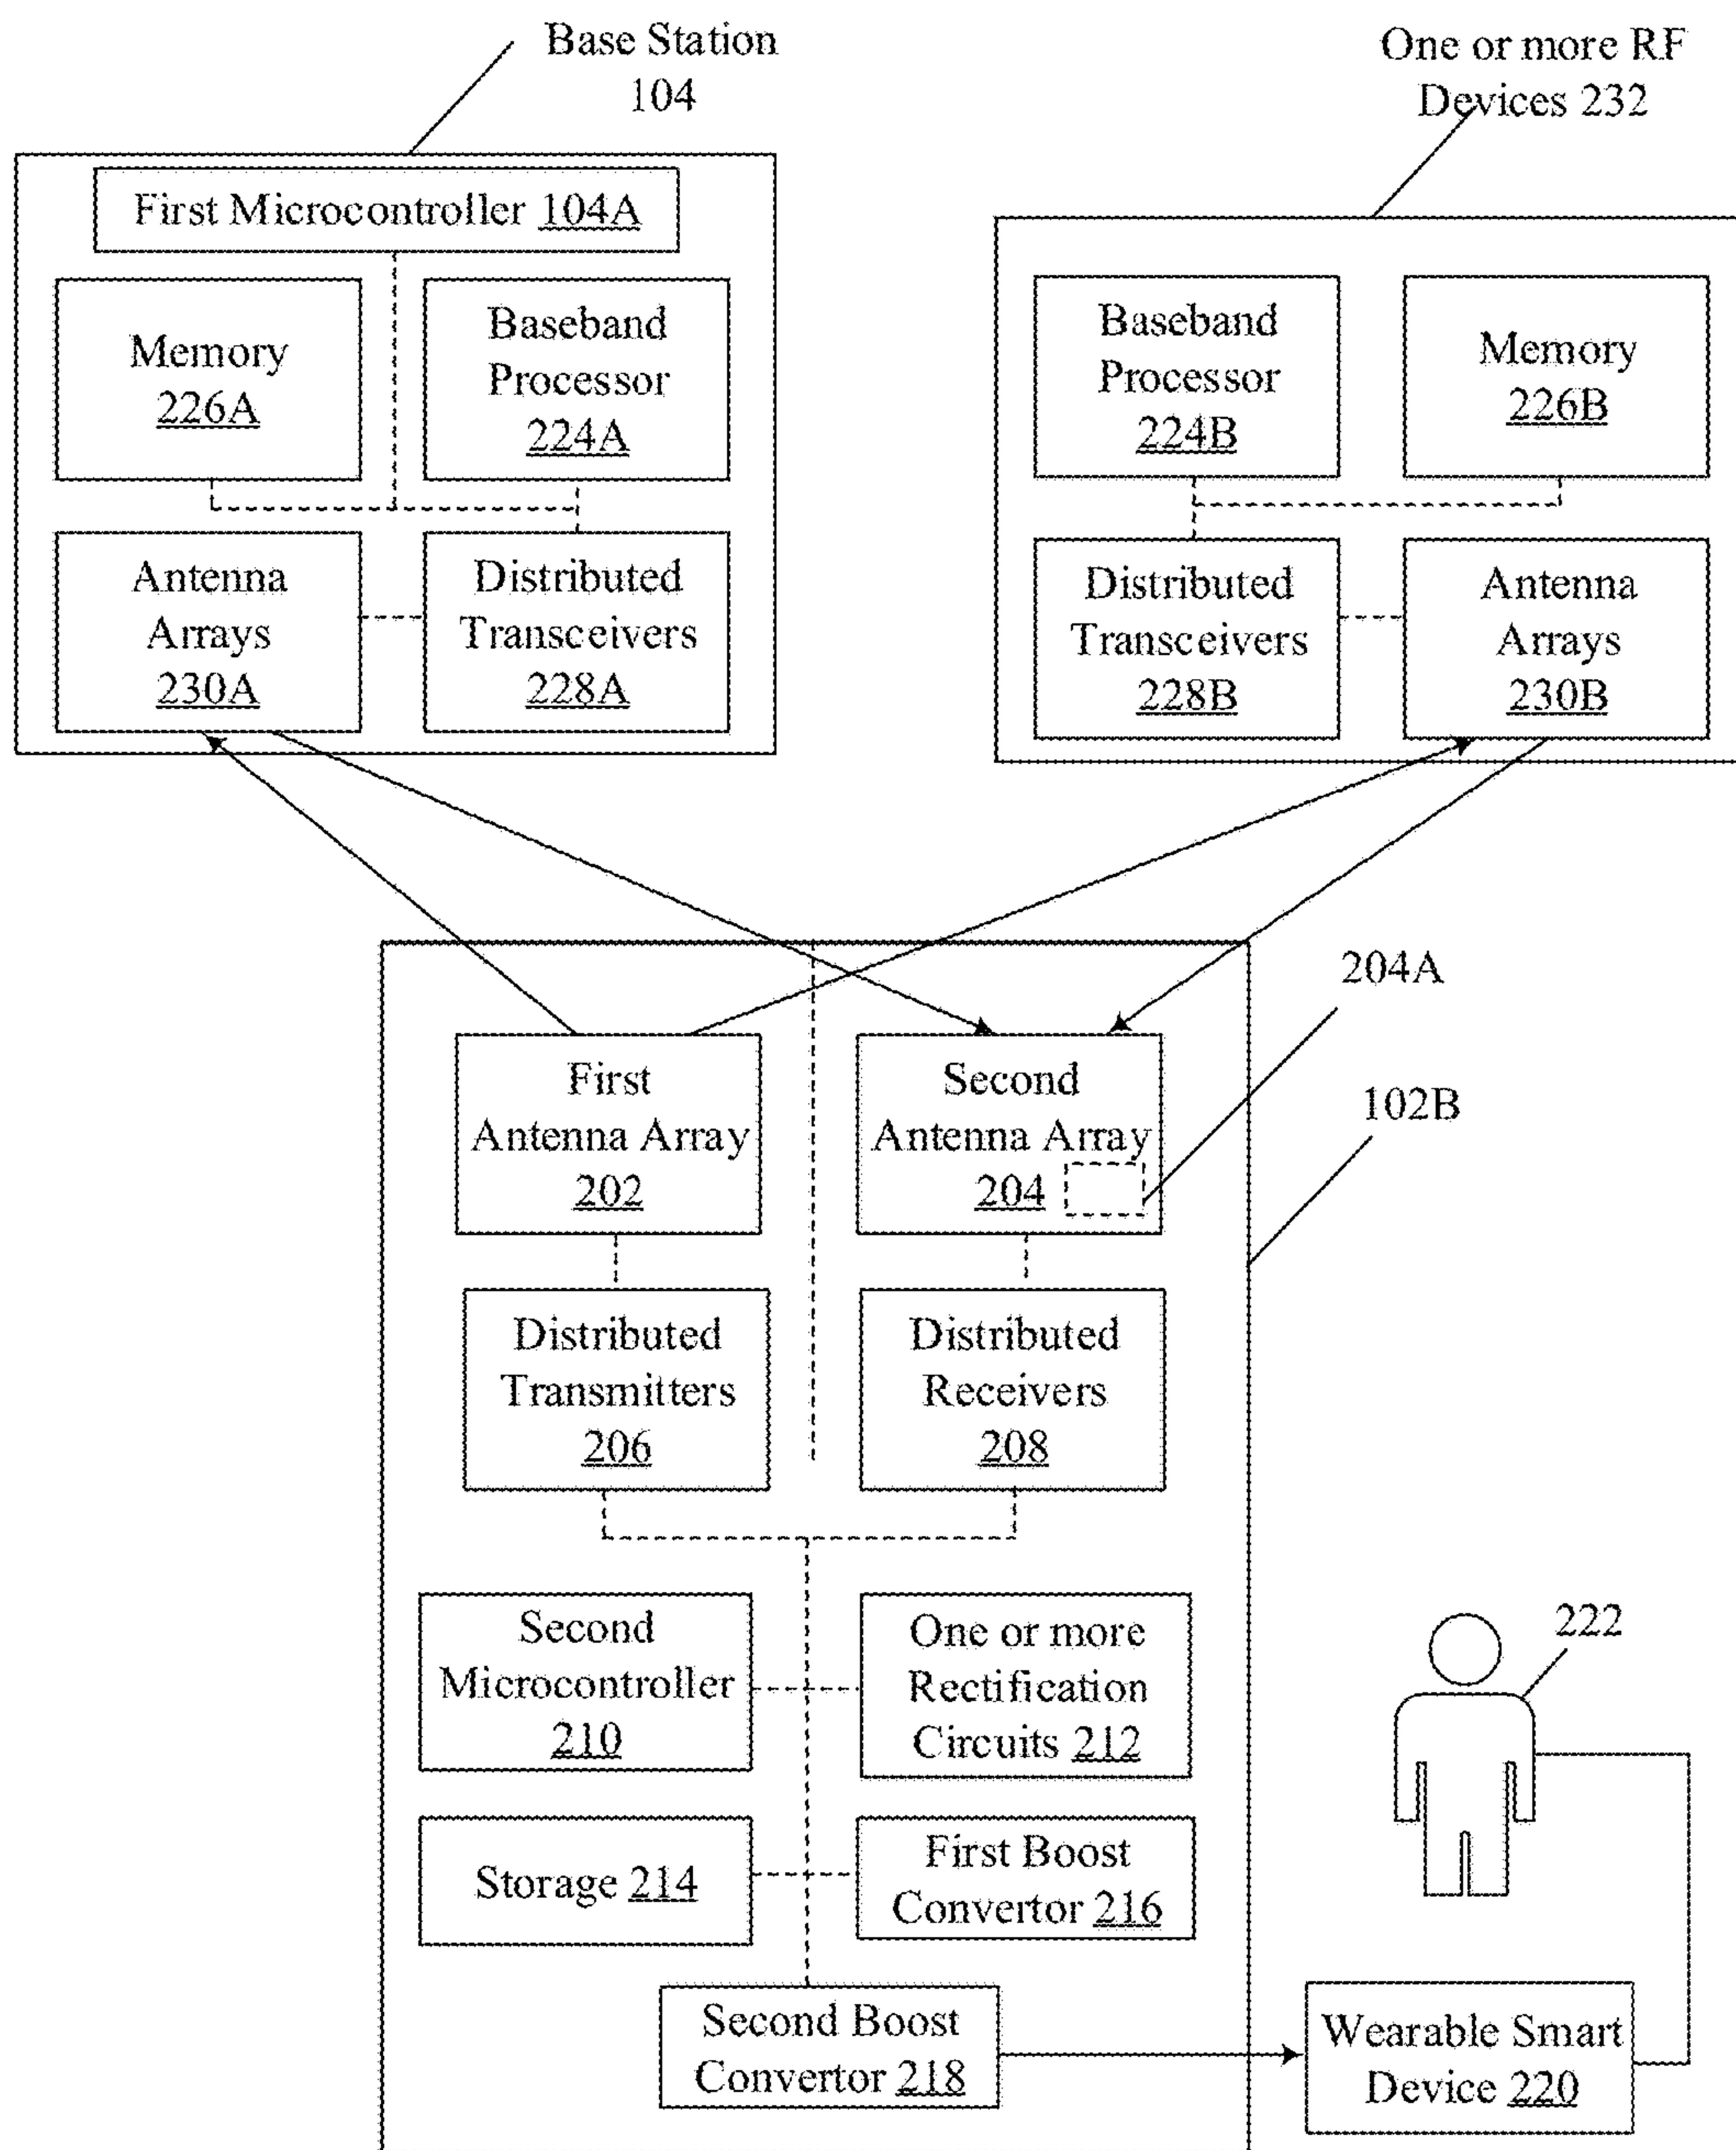 Base Station
104
One or more RF
Devices 232
First Microcontroller 104A
Memory
226A
Baseband
Processor
224A
Antenna
Arrays
230A
Distributed
Transceivers
228A
Baseband
Processor
224B
Memory
226B
Distributed
Transceivers
228B
Antenna
Arrays
230B
204A
102B
First
Antenna Array
202
Second
Antenna Array
204
Distributed
Transmitters
206
Distributed
Receivers
208
Second
Microcontroller
210
One or more
Rectification
Circuits 212
222
Storage 214
First Boost
Convertor 216
Second Boost
Convertor 218
Wearable Smart
Device 220